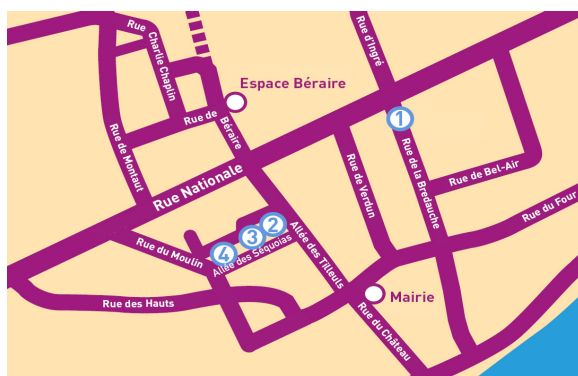 Rue
Charlie Chaplin
Rue d'Ingré
Espace Béraire
Rue de
Béraire
1
Rue de Montaut
Rue Nationale
Rue de la Bredauche
Rue de Verdun
Rue de Bel-Air
Rue du Four
2
3
4
Allée des Tilleuls
Rue du Moulin
Allée des Séquoias
Rue des Hauts
Mairie
Rue du Château